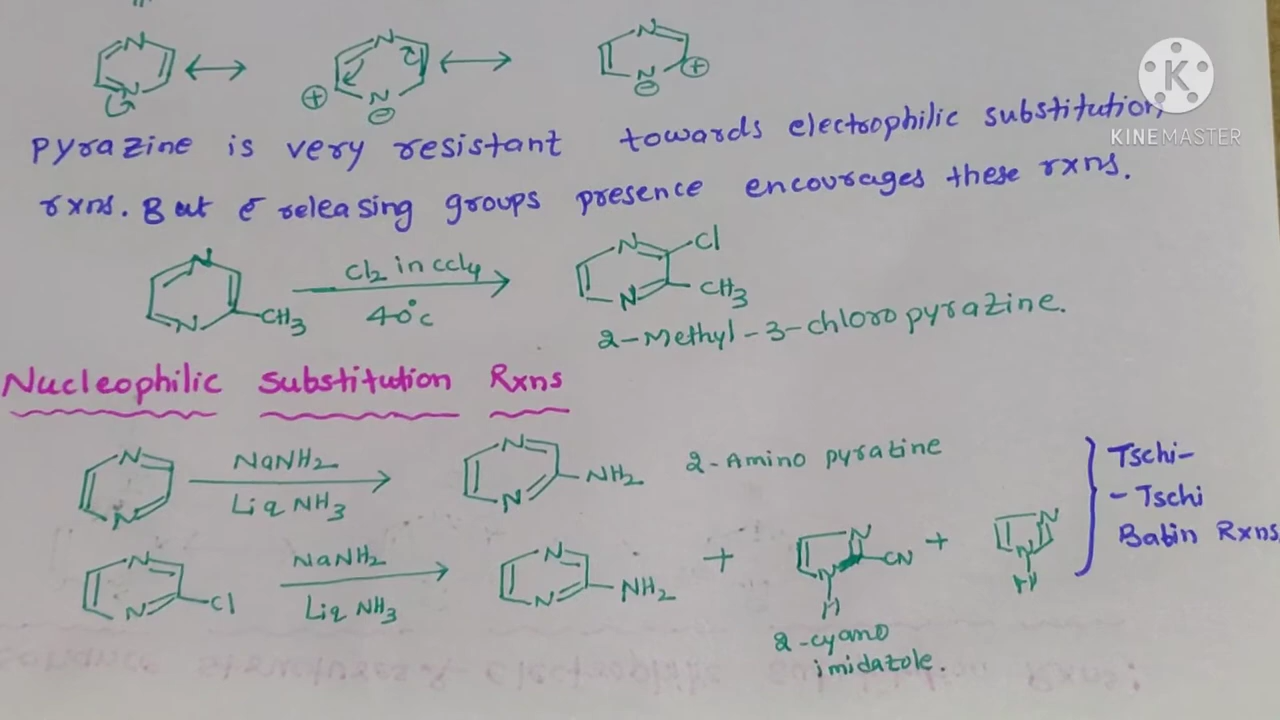 N
N
N
⊕
N
⊖
N
N
⊖
⊕
K
KINEMASTER
pyrazine is very resistant towards electrophilic substitution
rxns. But e releasing groups presence encourages these rxns.
N
N
CH3
Cl2 in ccl4
40°c
N
N
Cl
CH3
2-Methyl-3-chloro pyrazine.
Nucleophilic Substitution Rxns
N
N
NaNH2
Liq NH3
N
N
NH2
2-Amino pyrazine
N
N
Cl
NaNH2
Liq NH3
N
N
NH2
+
N
N
H
CN
2-cyano
imidazole.
+
N
N
H
Tschi-
-Tschi
Babin Rxns